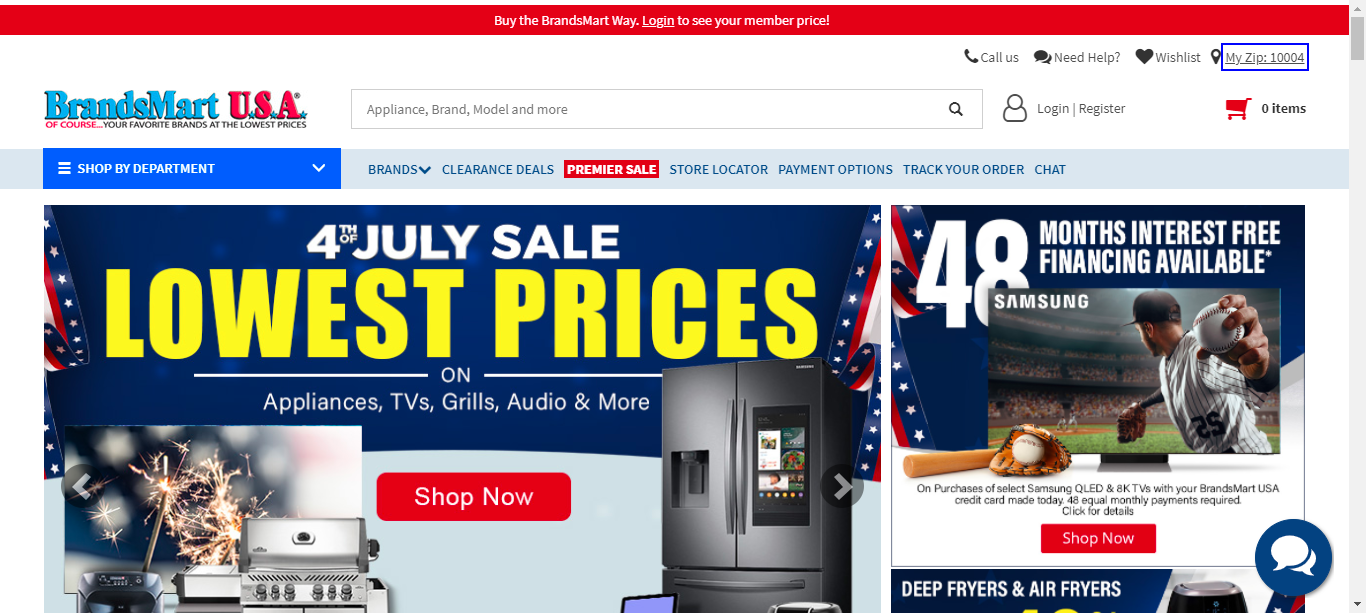 Buy the BrandsMart Way. Login to see your member price!
Call us Need Help? Wishlist My Zip: 10004
BrandsMart U.S.A.®
OF COURSE...YOUR FAVORITE BRANDS AT THE LOWEST PRICES
Appliance, Brand, Model and more
Login | Register
0 items
SHOP BY DEPARTMENT
BRANDS CLEARANCE DEALS PREMIER SALE STORE LOCATOR PAYMENT OPTIONS TRACK YOUR ORDER CHAT
4TH OF JULY SALE
LOWEST PRICES
ON
Appliances, TVs, Grills, Audio & More
SAMSUNG
Shop Now
48 MONTHS INTEREST FREE
FINANCING AVAILABLE*
SAMSUNG
25
On Purchases of select Samsung QLED & 8K TVs with your BrandsMart USA
credit card made today. 48 equal monthly payments required.
Click for details
Shop Now
DEEP FRYERS & AIR FRYERS